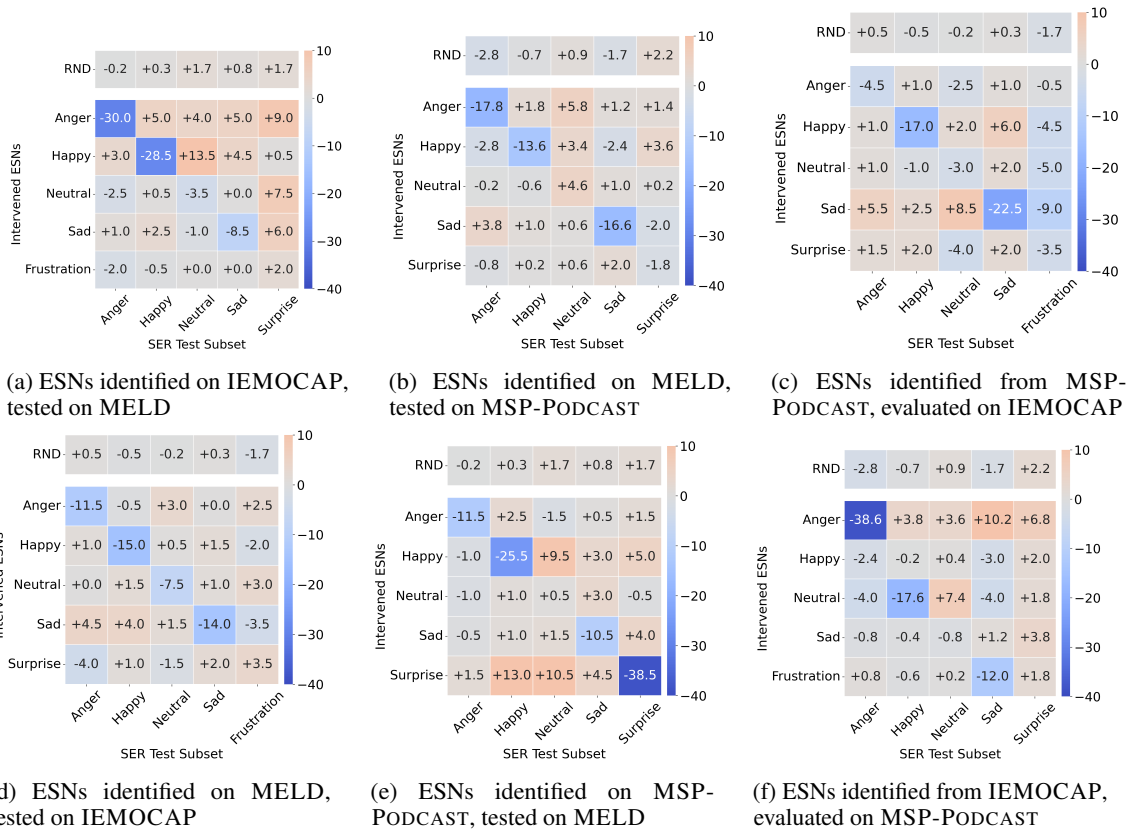 RND -0.2 +0.3 +1.7 +0.8 +1.7
Anger -30.0 +5.0 +4.0 +5.0 +9.0
Happy +3.0 -28.5 +13.5 +4.5 +0.5
Neutral -2.5 +0.5 -3.5 +0.0 +7.5
Sad +1.0 +2.5 -1.0 -8.5 +6.0
Frustration -2.0 -0.5 +0.0 +0.0 +2.0
Anger Happy Neutral Sad Surprise
SER Test Subset
Intervened ESNs
10
0
−10
−20
−30
−40
(a) ESNs identified on IEMOCAP,
tested on MELD
RND -2.8 -0.7 +0.9 -1.7 +2.2
Anger -17.8 +1.8 +5.8 +1.2 +1.4
Happy -2.8 -13.6 +3.4 -2.4 +3.6
Neutral -0.2 -0.6 +4.6 +1.0 +0.2
Sad +3.8 +1.0 +0.6 -16.6 -2.0
Surprise -0.8 +0.2 +0.6 +2.0 -1.8
Anger Happy Neutral Sad Surprise
SER Test Subset
Intervened ESNs
10
0
−10
−20
−30
−40
(b) ESNs identified on MELD,
tested on MSP-PODCAST
RND +0.5 -0.5 -0.2 +0.3 -1.7
Anger -4.5 +1.0 -2.5 +1.0 -0.5
Happy +1.0 -17.0 +2.0 +6.0 -4.5
Neutral +1.0 -1.0 -3.0 +2.0 -5.0
Sad +5.5 +2.5 +8.5 -22.5 -9.0
Surprise +1.5 +2.0 -4.0 +2.0 -3.5
Anger Happy Neutral Sad Frustration
SER Test Subset
Intervened ESNs
10
0
−10
−20
−30
−40
(c) ESNs identified from MSP-
PODCAST, evaluated on IEMOCAP
RND +0.5 -0.5 -0.2 +0.3 -1.7
Anger -11.5 -0.5 +3.0 +0.0 +2.5
Happy +1.0 -15.0 +0.5 +1.5 -2.0
Neutral +0.0 +1.5 -7.5 +1.0 +3.0
Sad +4.5 +4.0 +1.5 -14.0 -3.5
Surprise -4.0 +1.0 -1.5 +2.0 +3.5
Anger Happy Neutral Sad Frustration
SER Test Subset
ESNs
10
0
−10
−20
−30
−40
d) ESNs identified on MELD,
ested on IEMOCAP
RND -0.2 +0.3 +1.7 +0.8 +1.7
Anger -11.5 +2.5 -1.5 +0.5 +1.5
Happy -1.0 -25.5 +9.5 +3.0 +5.0
Neutral -1.0 +1.0 +0.5 +3.0 -0.5
Sad -0.5 +1.0 +1.5 -10.5 +4.0
Surprise +1.5 +13.0 +10.5 +4.5 -38.5
Anger Happy Neutral Sad Surprise
SER Test Subset
Intervened ESNs
10
0
−10
−20
−30
−40
(e) ESNs identified on MSP-
PODCAST, tested on MELD
RND -2.8 -0.7 +0.9 -1.7 +2.2
Anger -38.6 +3.8 +3.6 +10.2 +6.8
Happy -2.4 -0.2 +0.4 -3.0 +2.0
Neutral -4.0 -17.6 +7.4 -4.0 +1.8
Sad -0.8 -0.4 -0.8 +1.2 +3.8
Frustration +0.8 -0.6 +0.2 -12.0 +1.8
Anger Happy Neutral Sad Surprise
SER Test Subset
Intervened ESNs
10
0
−10
−20
−30
−40
(f) ESNs identified from IEMOCAP,
evaluated on MSP-PODCAST